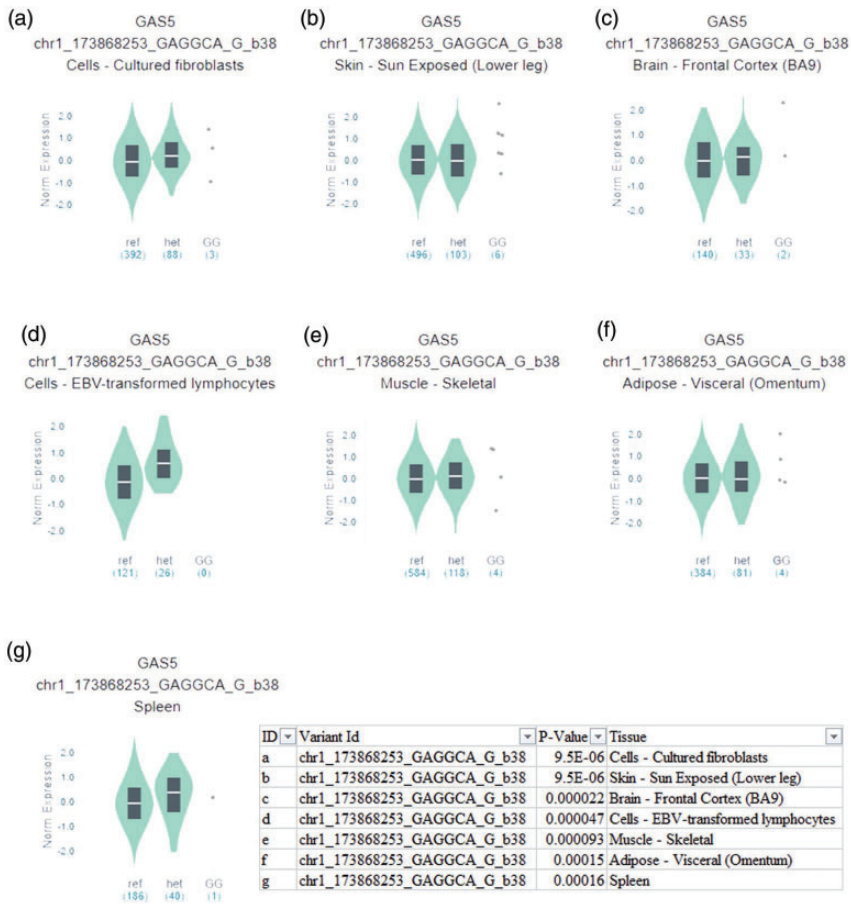 (a)
GAS5
chr1_173868253_GAGGCA_G_b38
Cells - Cultured fibroblasts
Norm Expression
2.0
1.0
0.0
-1.0
-2.0
ref het GG
(392) (88) (3)
(b)
GAS5
chr1_173868253_GAGGCA_G_b38
Skin - Sun Exposed (Lower leg)
Norm Expression
2.0
1.0
0.0
-1.0
-2.0
ref het GG
(496) (103) (6)
(c)
GAS5
chr1_173868253_GAGGCA_G_b38
Brain - Frontal Cortex (BA9)
Norm Expression
2.0
1.0
0.0
-1.0
-2.0
ref het GG
(140) (33) (2)
(d)
GAS5
chr1_173868253_GAGGCA_G_b38
Cells - EBV-transformed lymphocytes
Norm Expression
2.0
1.0
0.0
-1.0
-2.0
ref het GG
(121) (26) (0)
(e)
GAS5
chr1_173868253_GAGGCA_G_b38
Muscle - Skeletal
Norm Expression
2.0
1.0
0.0
-1.0
-2.0
ref het GG
(584) (118) (4)
(f)
GAS5
chr1_173868253_GAGGCA_G_b38
Adipose - Visceral (Omentum)
Norm Expression
2.0
1.0
0.0
-1.0
-2.0
ref het GG
(384) (81) (4)
(g)
GAS5
chr1_173868253_GAGGCA_G_b38
Spleen
Norm Expression
2.0
1.0
0.0
-1.0
-2.0
ref het GG
(186) (40) (1)
ID Variant Id P-Value Tissue
a chr1_173868253_GAGGCA_G_b38 9.5E-06 Cells - Cultured fibroblasts
b chr1_173868253_GAGGCA_G_b38 9.5E-06 Skin - Sun Exposed (Lower leg)
c chr1_173868253_GAGGCA_G_b38 0.000022 Brain - Frontal Cortex (BA9)
d chr1_173868253_GAGGCA_G_b38 0.000047 Cells - EBV-transformed lymphocytes
e chr1_173868253_GAGGCA_G_b38 0.000093 Muscle - Skeletal
f chr1_173868253_GAGGCA_G_b38 0.00015 Adipose - Visceral (Omentum)
g chr1_173868253_GAGGCA_G_b38 0.00016 Spleen